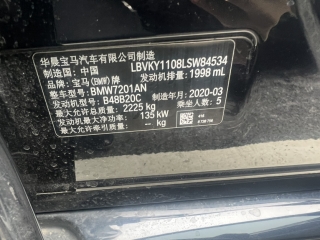 华晨宝马汽车有限公司制造
制造国: 中国 LBVKY1108LSW84534
品牌: 宝马(BMW)牌 发动机排量: 1998 mL
整车型号: BMW7201AN
发动机型号: B48B20C 制造年月: 2020-03
最大允许总质量: 2225 kg 乘坐人数: 5
发动机最大净功率: 135 kW
最大允许牵引质量: -- kg